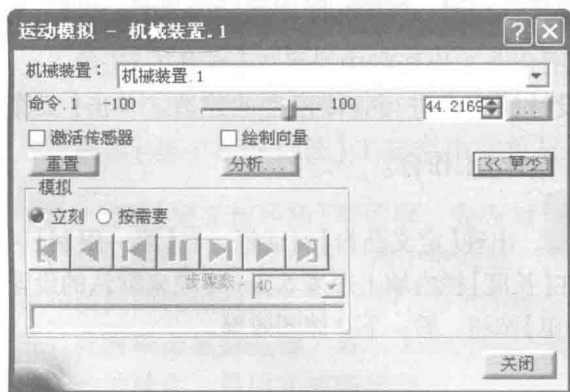 运动模拟 - 机械装置.1
机械装置： 机械装置.1
命令.1 -100 100 44.2169 ...
激活传感器 绘制向量
重置 分析... <<更少
模拟
立刻 按需要
步骤数： 40
关闭